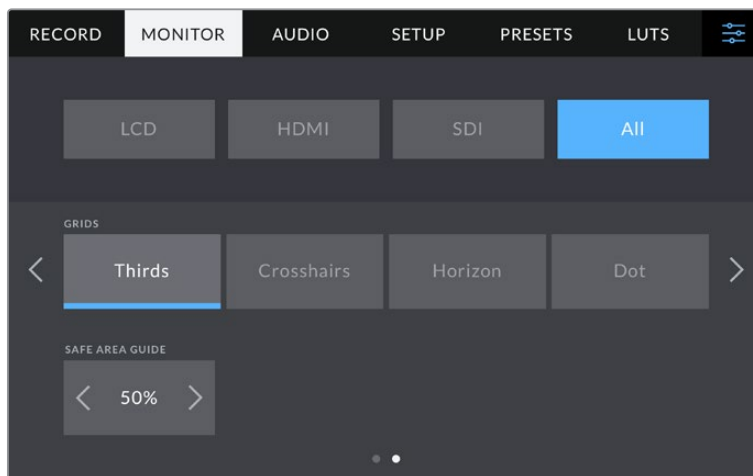 RECORD MONITOR AUDIO SETUP PRESETS LUTS
LCD HDMI SDI All
GRIDS
Thirds Crosshairs Horizon Dot
SAFE AREA GUIDE
50%